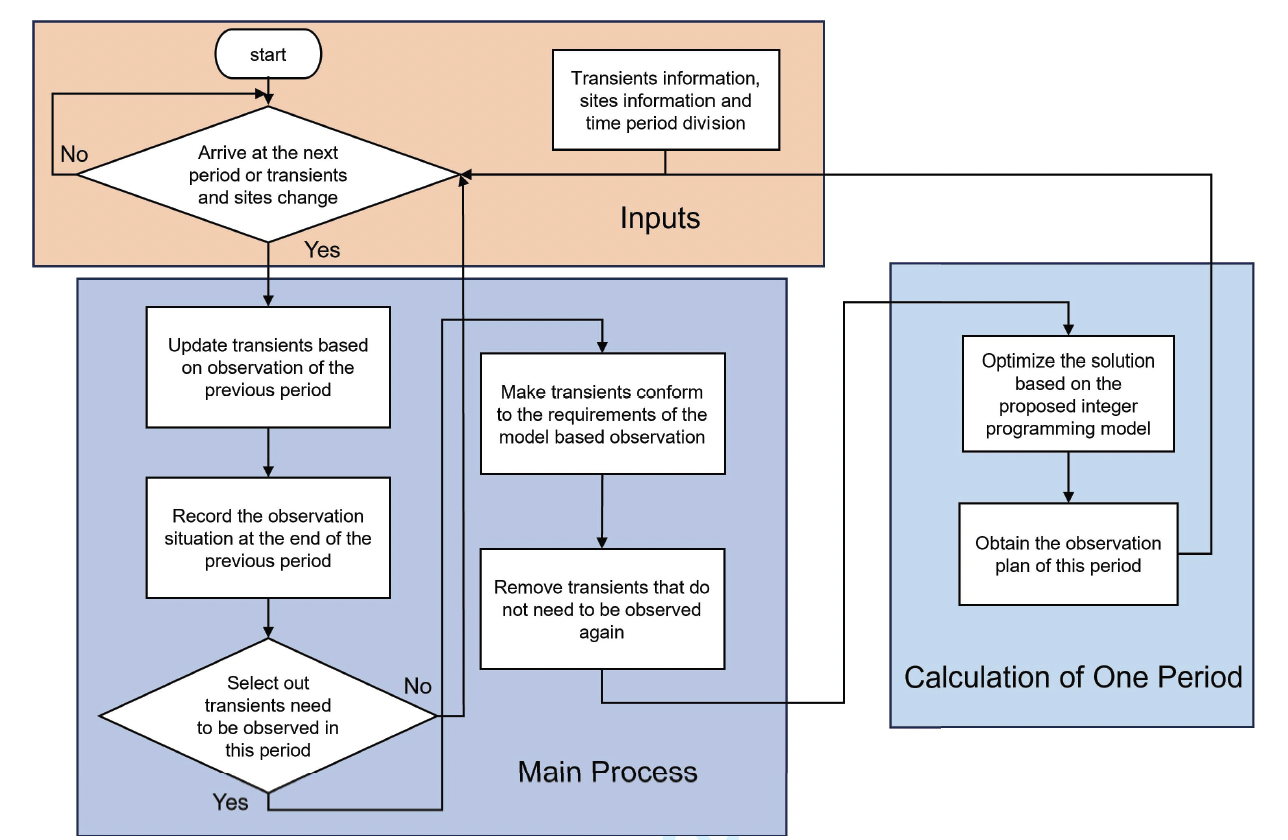 start
Transients information,
sites information and
time period division
No
Arrive at the next
period or transients
and sites change
Inputs
Yes
Update transients based
on observation of the
previous period
Record the observation
situation at the end of the
previous period
Select out
transients need
to be observed in
this period
No
Yes
Make transients conform
to the requirements of the
model based observation
Remove transients that do
not need to be observed
again
Main Process
Optimize the solution
based on the
proposed integer
programming model
Obtain the observation
plan of this period
Calculation of One Period